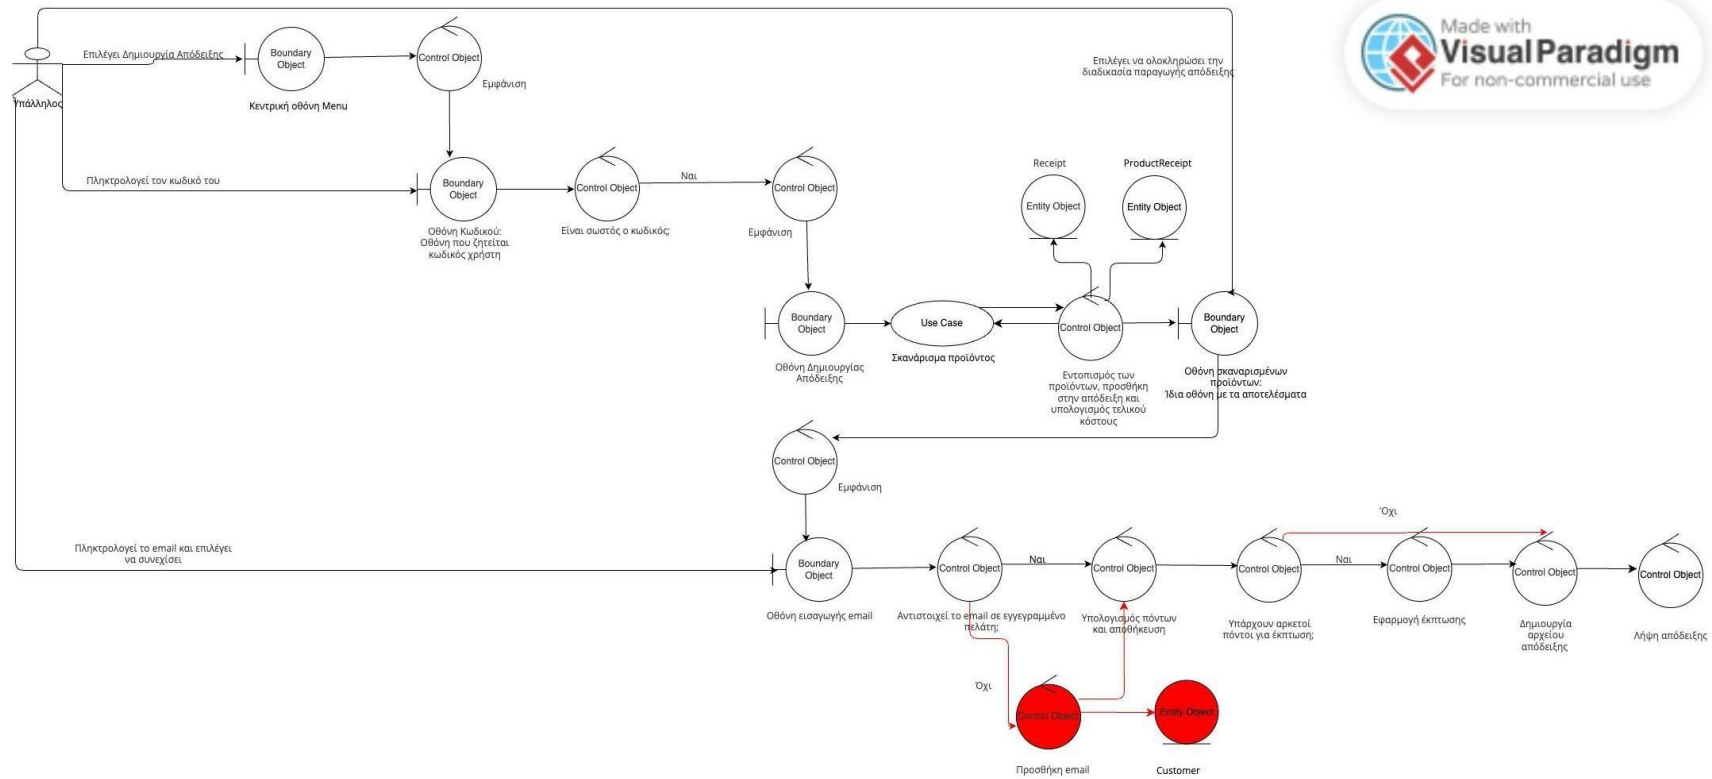 Made with
Visual Paradigm
For non-commercial use
Επιλέγει Δημιουργία Απόδειξης
Boundary
Object
Κεντρική οθόνη Menu
Control Object
Εμφάνιση
Υπάλληλος
Επιλέγει να ολοκληρώσει την
διαδικασία παραγωγής απόδειξης
Πληκτρολογεί τον κωδικό του
Boundary
Object
Οθόνη Κωδικού:
Οθόνη που ζητείται
κωδικός χρήστη
Control Object
Είναι σωστός ο κωδικός;
Ναι
Control Object
Εμφάνιση
Receipt
Entity Object
ProductReceipt
Entity Object
Boundary
Object
Οθόνη Δημιουργίας
Απόδειξης
Use Case
Σκανάρισμα προϊόντος
Control Object
Εντοπισμός των
προϊόντων, προσθήκη
στην απόδειξη και
υπολογισμός τελικού
κόστους
Boundary
Object
Οθόνη σκαναρισμένων
προϊόντων:
Ίδια οθόνη με τα αποτελέσματα
Control Object
Εμφάνιση
Πληκτρολογεί το email και επιλέγει
να συνεχίσει
Boundary
Object
Οθόνη εισαγωγής email
Control Object
Αντιστοιχεί το email σε εγγεγραμμένο
πελάτη;
Ναι
Control Object
Υπολογισμός πόντων
και αποθήκευση
Control Object
Υπάρχουν αρκετοί
πόντοι για έκπτωση;
Όχι
Ναι
Control Object
Εφαρμογή έκπτωσης
Control Object
Δημιουργία
αρχείου
απόδειξης
Control Object
Λήψη απόδειξης
Όχι
Control Object
Προσθήκη email
Entity Object
Customer